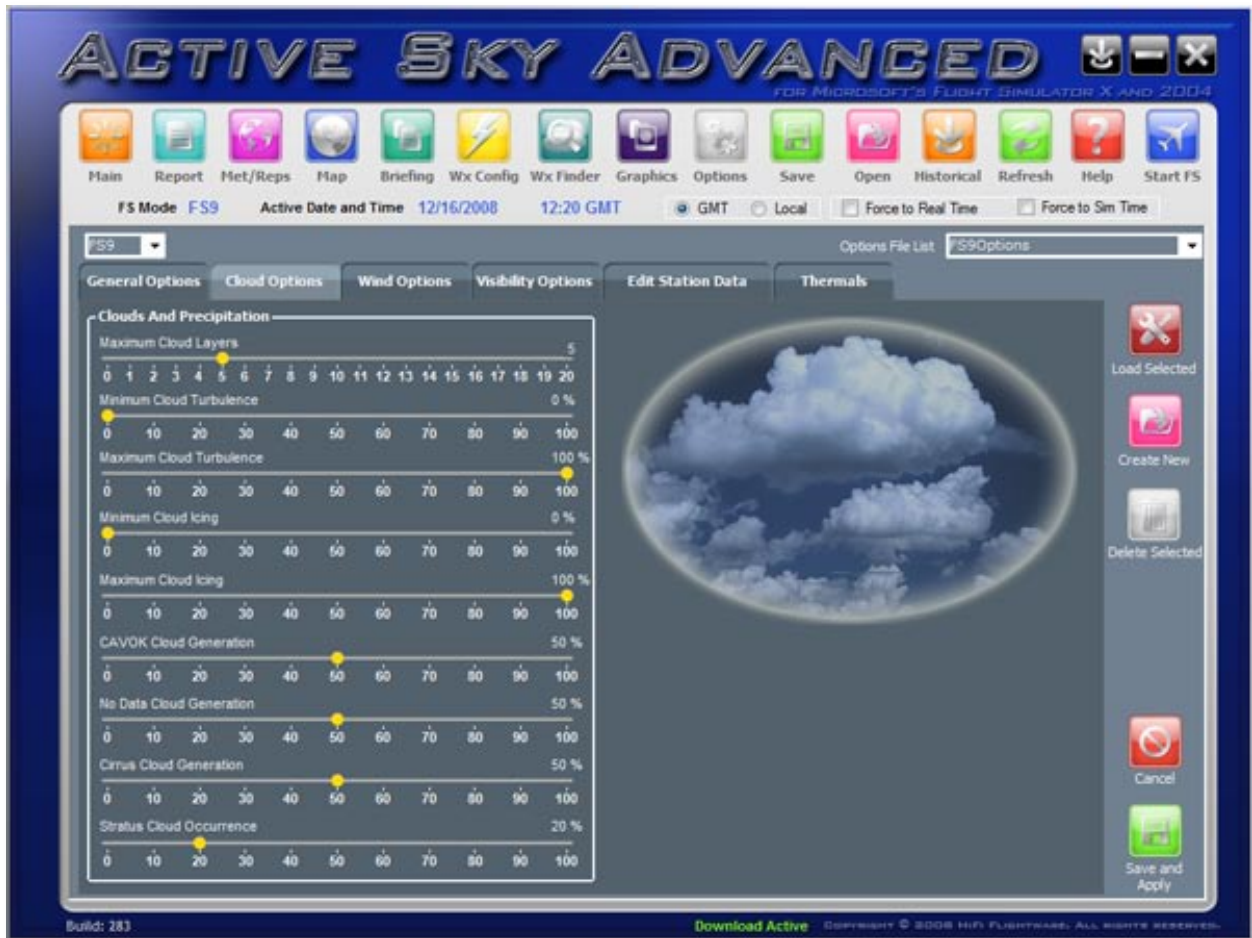 ACTIVE SKY ADVANCED
FOR MICROSOFT'S FLIGHT SIMULATOR X AND 2004
Main Report Met/Reps Map Briefing Wx Config Wx Finder Graphics Options Save Open Historical Refresh Help Start FS
FS Mode FS9 Active Date and Time 12/16/2008 12:20 GMT GMT Local Force to Real Time Force to Sim Time
FS9 Options File List FS9Options
General Options Cloud Options Wind Options Visibility Options Edit Station Data Thermals
Clouds And Precipitation
Maximum Cloud Layers 5
0 1 2 3 4 5 6 7 8 9 10 11 12 13 14 15 16 17 18 19 20
Minimum Cloud Turbulence 0 %
0 10 20 30 40 50 60 70 80 90 100
Maximum Cloud Turbulence 100 %
0 10 20 30 40 50 60 70 80 90 100
Minimum Cloud Icing 0 %
0 10 20 30 40 50 60 70 80 90 100
Maximum Cloud Icing 100 %
0 10 20 30 40 50 60 70 80 90 100
CAVOK Cloud Generation 50 %
0 10 20 30 40 50 60 70 80 90 100
No Data Cloud Generation 50 %
0 10 20 30 40 50 60 70 80 90 100
Cirrus Cloud Generation 50 %
0 10 20 30 40 50 60 70 80 90 100
Stratus Cloud Occurrence 20 %
0 10 20 30 40 50 60 70 80 90 100
Load Selected
Create New
Delete Selected
Cancel
Save and
Apply
Build: 283 Download Active COPYRIGHT © 2008 HIFI FLIGHTWARE. ALL RIGHTS RESERVED.